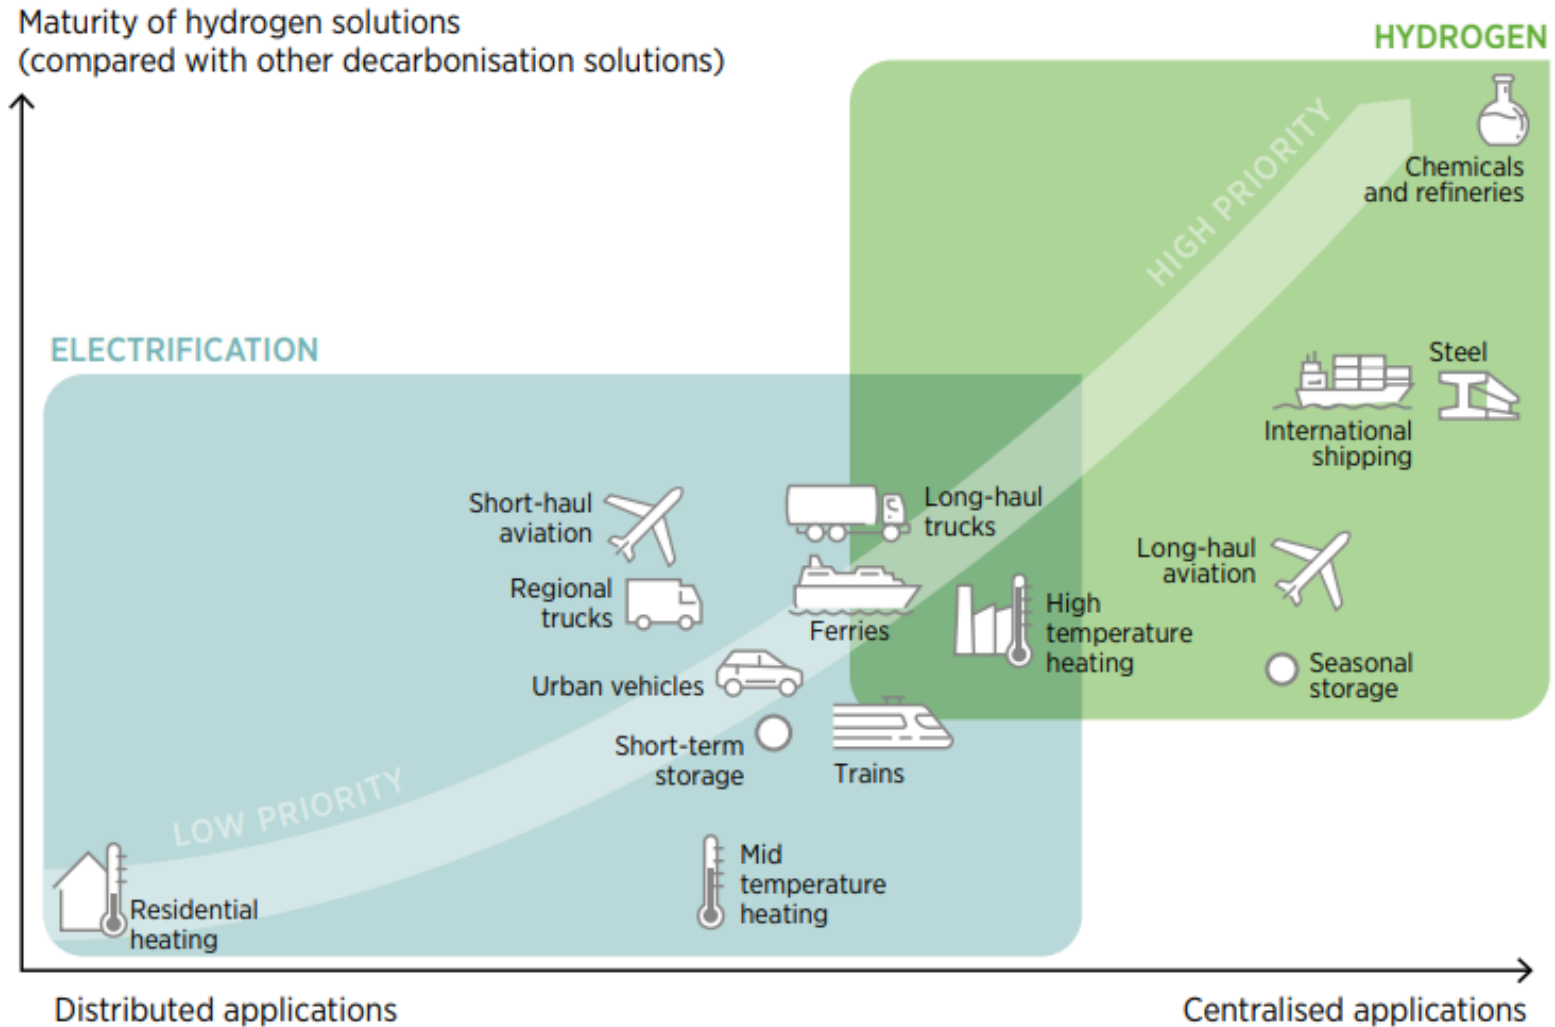 Maturity of hydrogen solutions
(compared with other decarbonisation solutions)
HYDROGEN
HIGH PRIORITY
Chemicals
and refineries
ELECTRIFICATION
Steel
International
shipping
Short-haul
aviation
Long-haul
trucks
Long-haul
aviation
Regional
trucks
Ferries
High
temperature
heating
Seasonal
storage
Urban vehicles
Short-term
storage
Trains
LOW PRIORITY
Mid
temperature
heating
Residential
heating
Distributed applications
Centralised applications